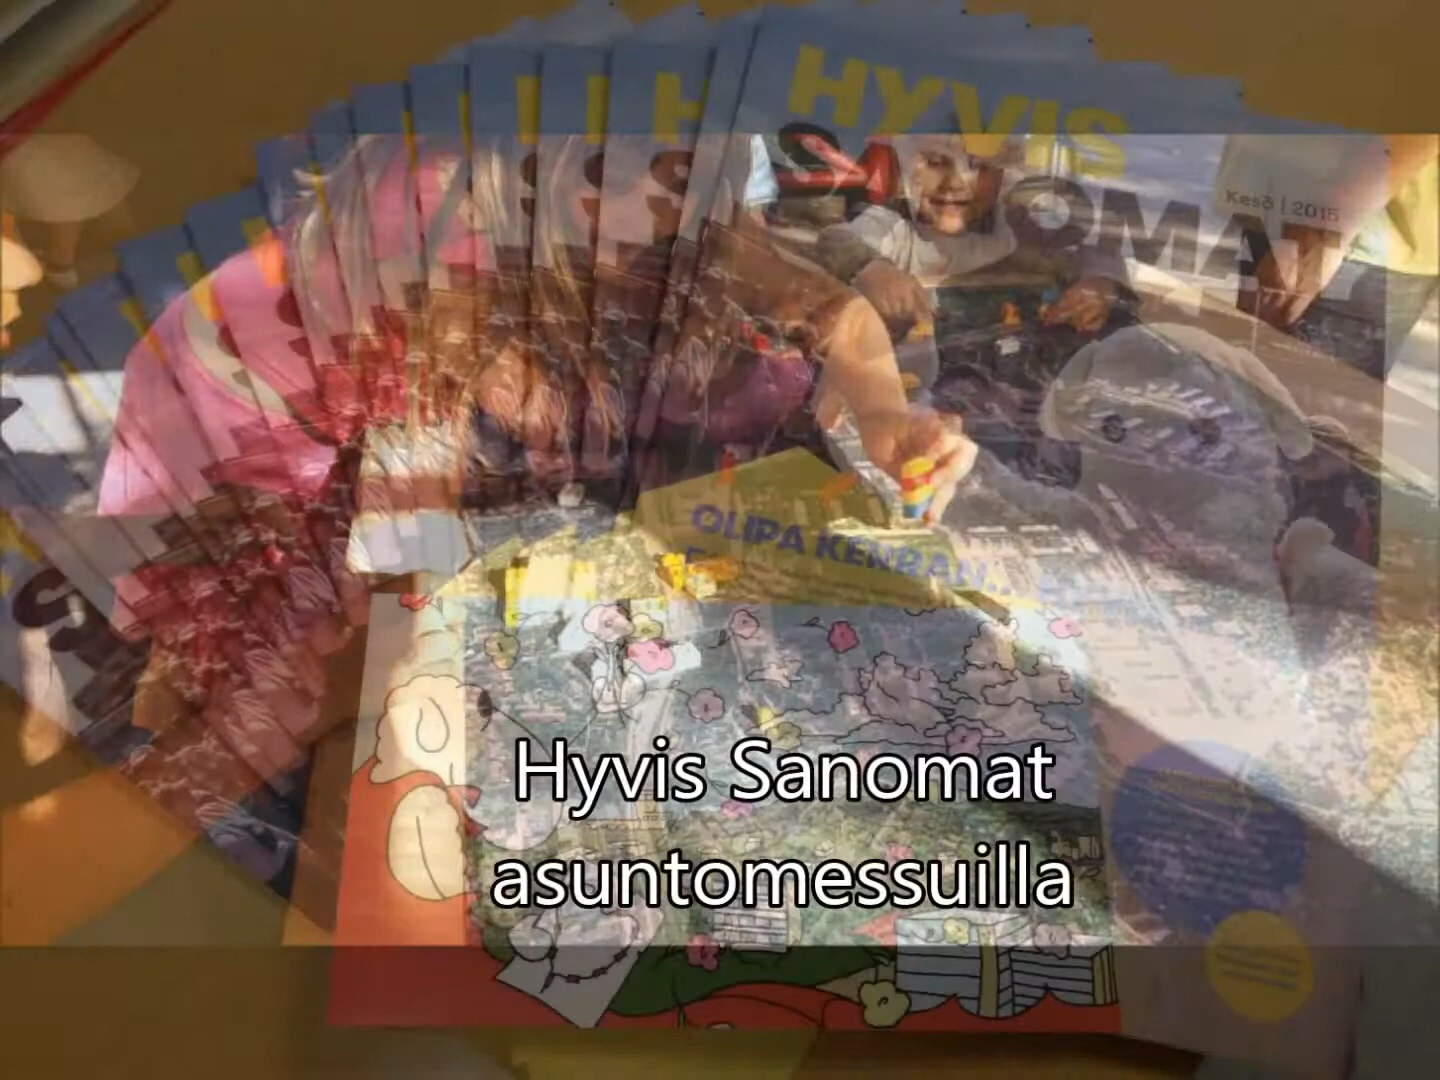 HYVIS
SANOMAT
Kesä | 2015
OLIPA KERRAN...
Hyvis Sanomat
asuntomessuilla